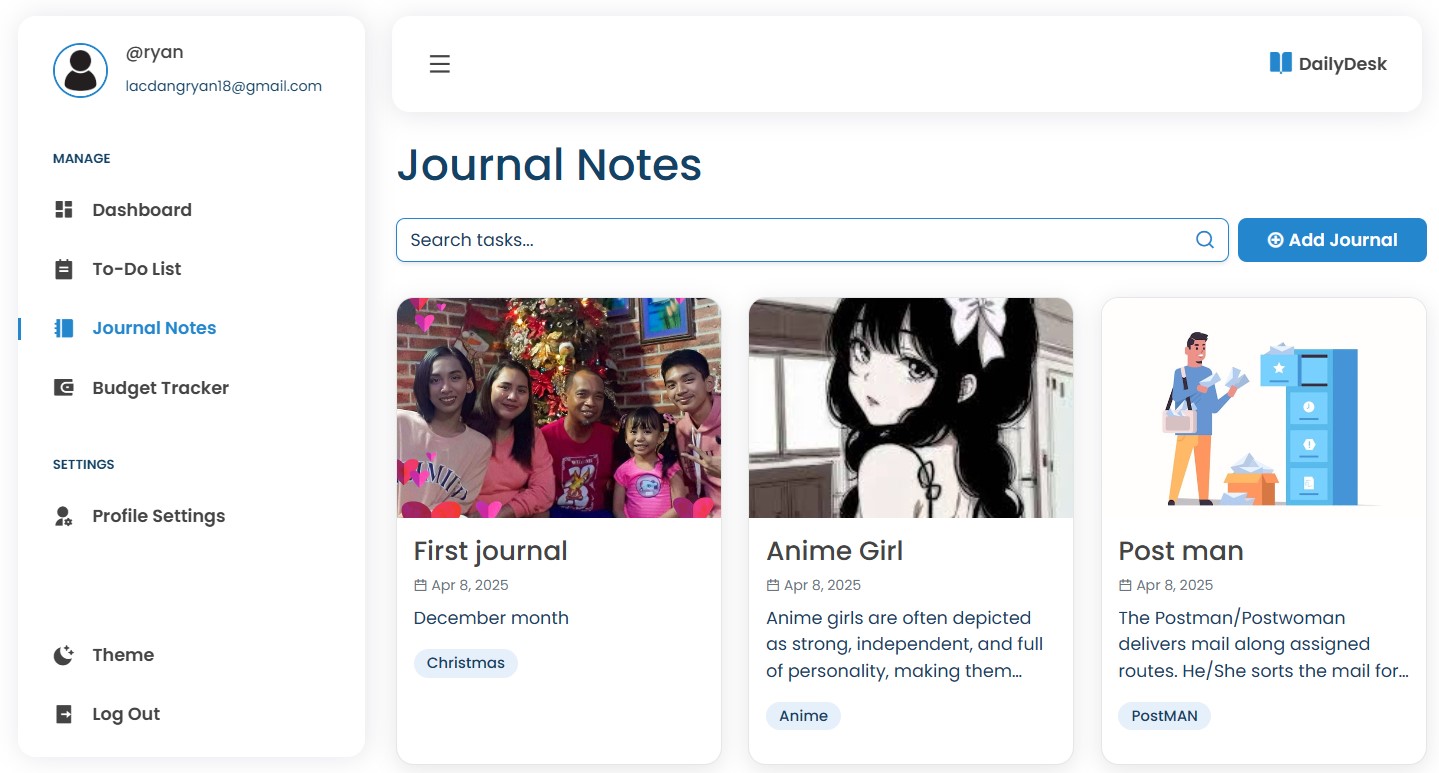 @ryan
lacdangryan18@gmail.com
MANAGE
Dashboard
To-Do List
Journal Notes
Budget Tracker
SETTINGS
Profile Settings
Theme
Log Out
DailyDesk
Journal Notes
Search tasks...
Add Journal
First journal
Apr 8, 2025
December month
Christmas
Anime Girl
Apr 8, 2025
Anime girls are often depicted
as strong, independent, and full
of personality, making them...
Anime
Post man
Apr 8, 2025
The Postman/Postwoman
delivers mail along assigned
routes. He/She sorts the mail for...
PostMAN